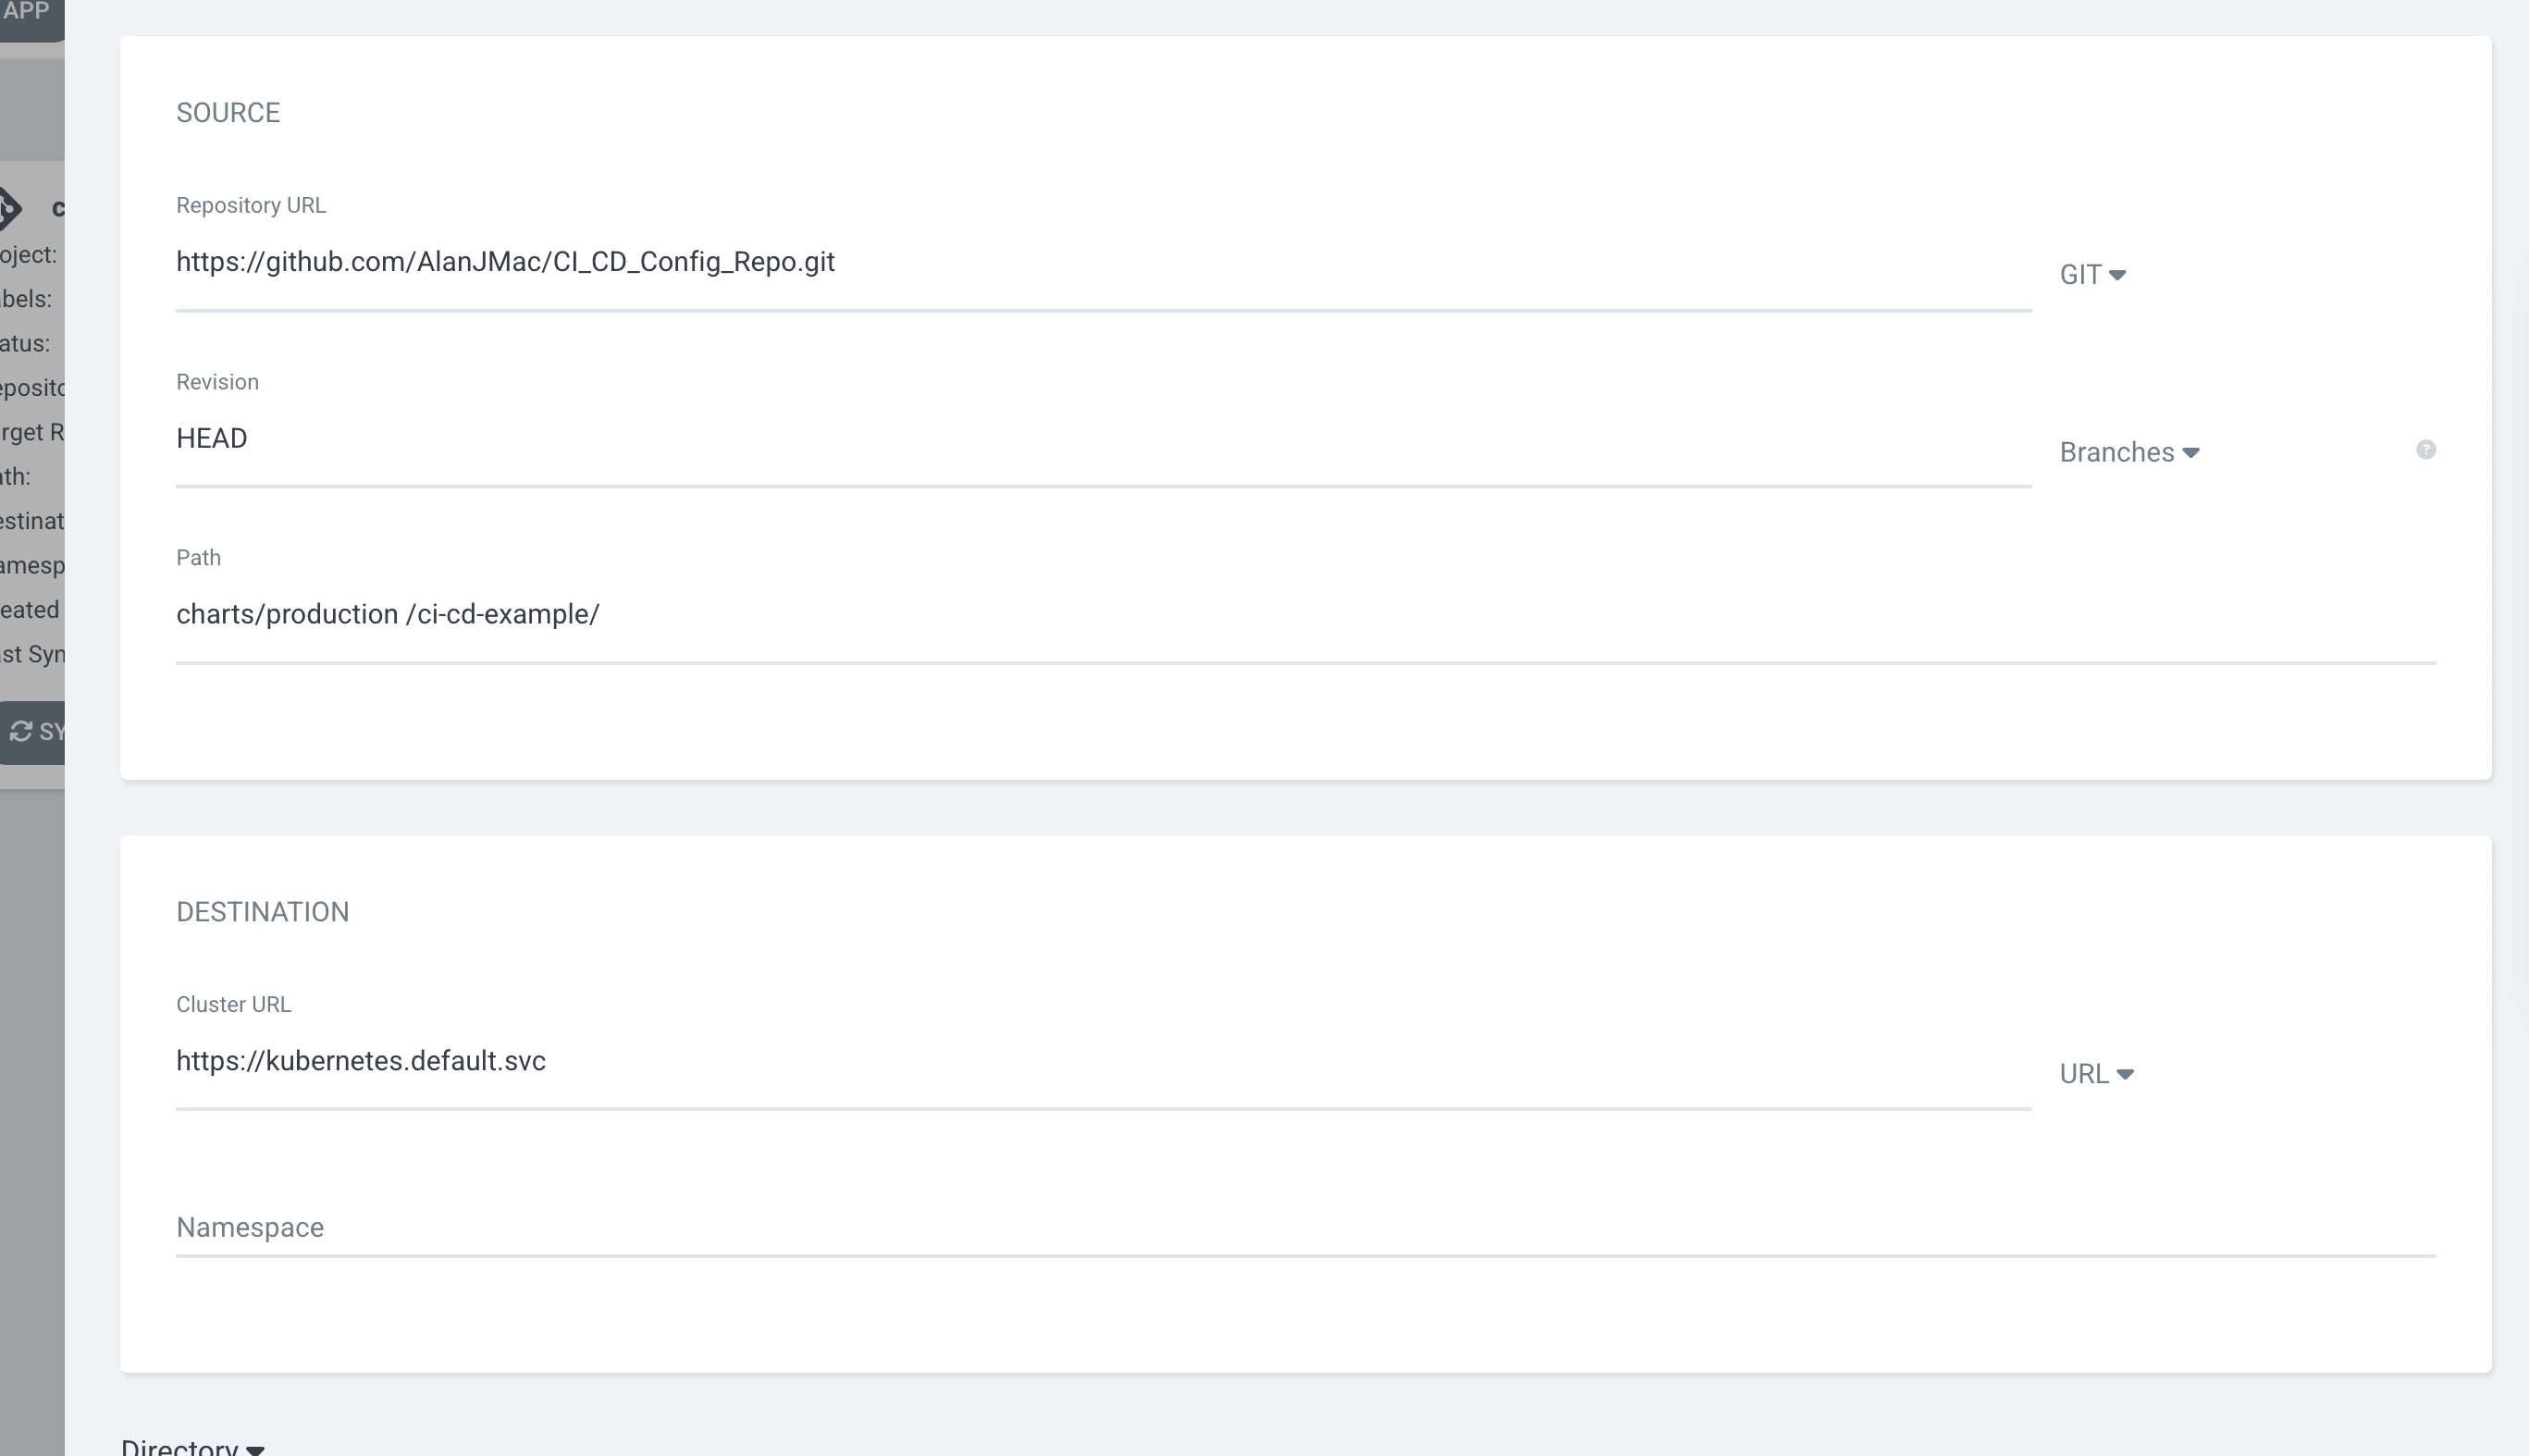 APP
SOURCE
Repository URL
https://github.com/AlanJMac/CI_CD_Config_Repo.git
GIT
Revision
HEAD
Branches
?
Path
charts/production /ci-cd-example/
DESTINATION
Cluster URL
https://kubernetes.default.svc
URL
Namespace
Directory
c
oject:
bels:
atus:
eposito
rget R
th:
estinat
amesp
eated
st Syn
SY